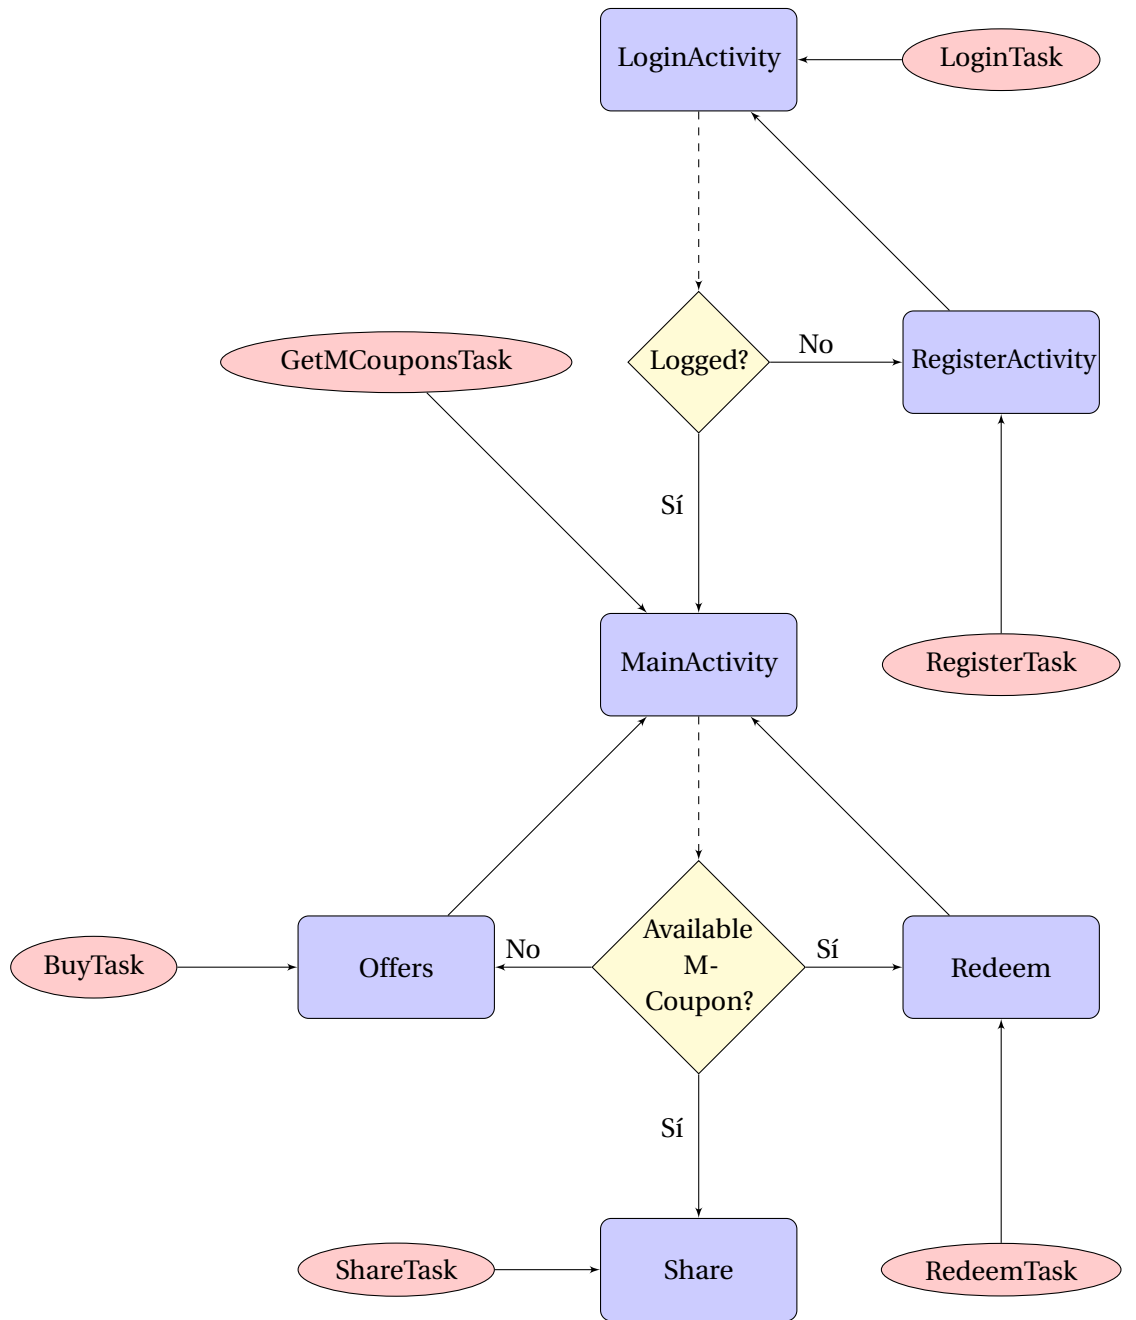 LoginActivity
LoginTask
GetMCouponsTask
Logged?
No
RegisterActivity
Sí
MainActivity
RegisterTask
BuyTask
Offers
No
Available
M-
Coupon?
Sí
Redeem
Sí
ShareTask
Share
RedeemTask